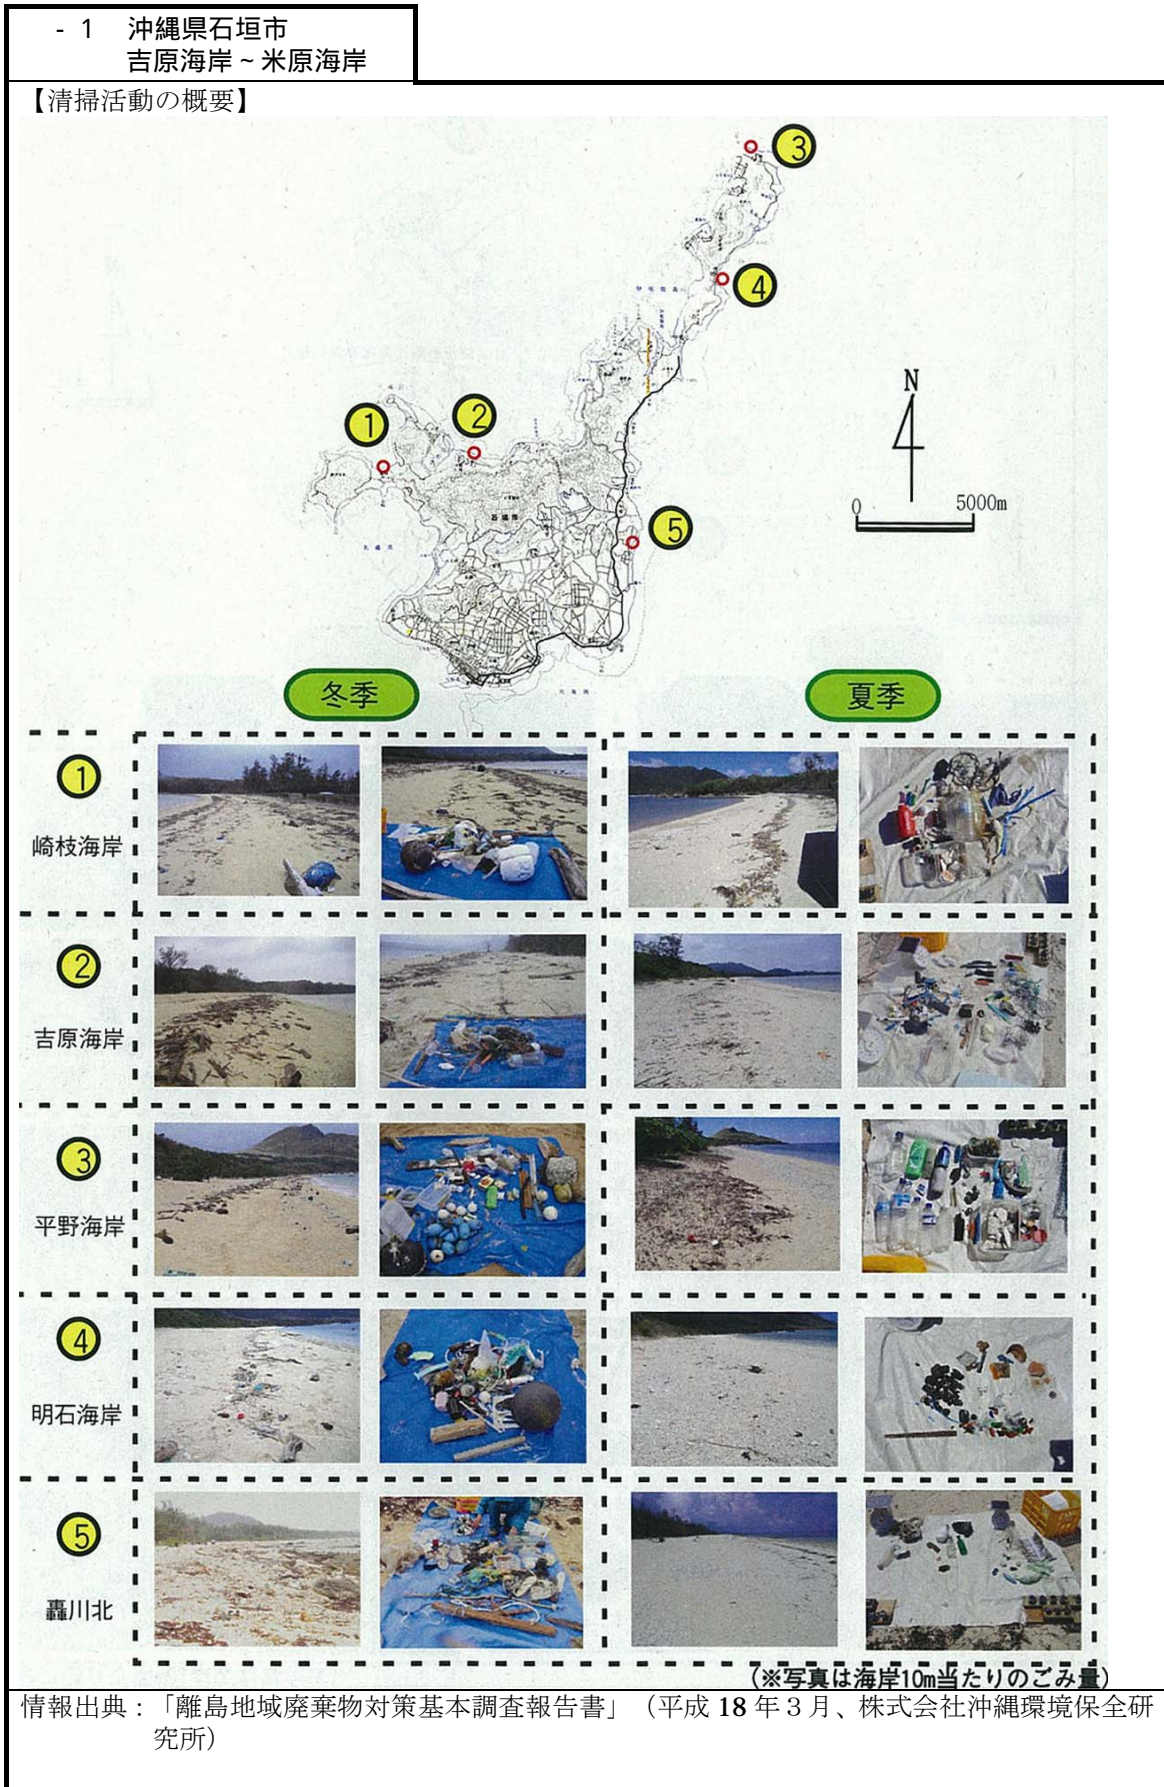 - 1 沖縄県石垣市
吉原海岸~米原海岸
【清掃活動の概要】
③
④
①
②
⑤
N
0 5000m
石垣市
冬季 夏季
①
崎枝海岸
②
吉原海岸
③
平野海岸
④
明石海岸
⑤
轟川北
(※写真は海岸10m当たりのごみ量)
情報出典:「離島地域廃棄物対策基本調査報告書」(平成 18 年3月、株式会社沖縄環境保全研
究所)